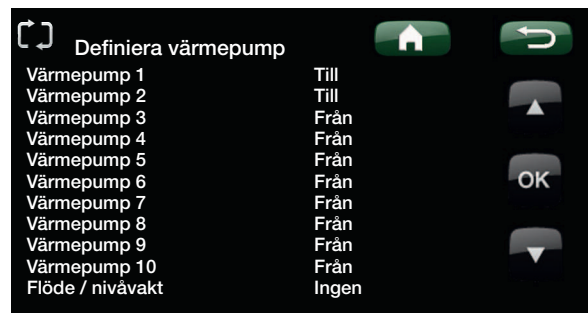 Definiera värmepump
Värmepump 1 Till
Värmepump 2 Till
Värmepump 3 Från
Värmepump 4 Från
Värmepump 5 Från
Värmepump 6 Från
Värmepump 7 Från
Värmepump 8 Från
Värmepump 9 Från
Värmepump 10 Från
Flöde / nivåvakt Ingen
OK